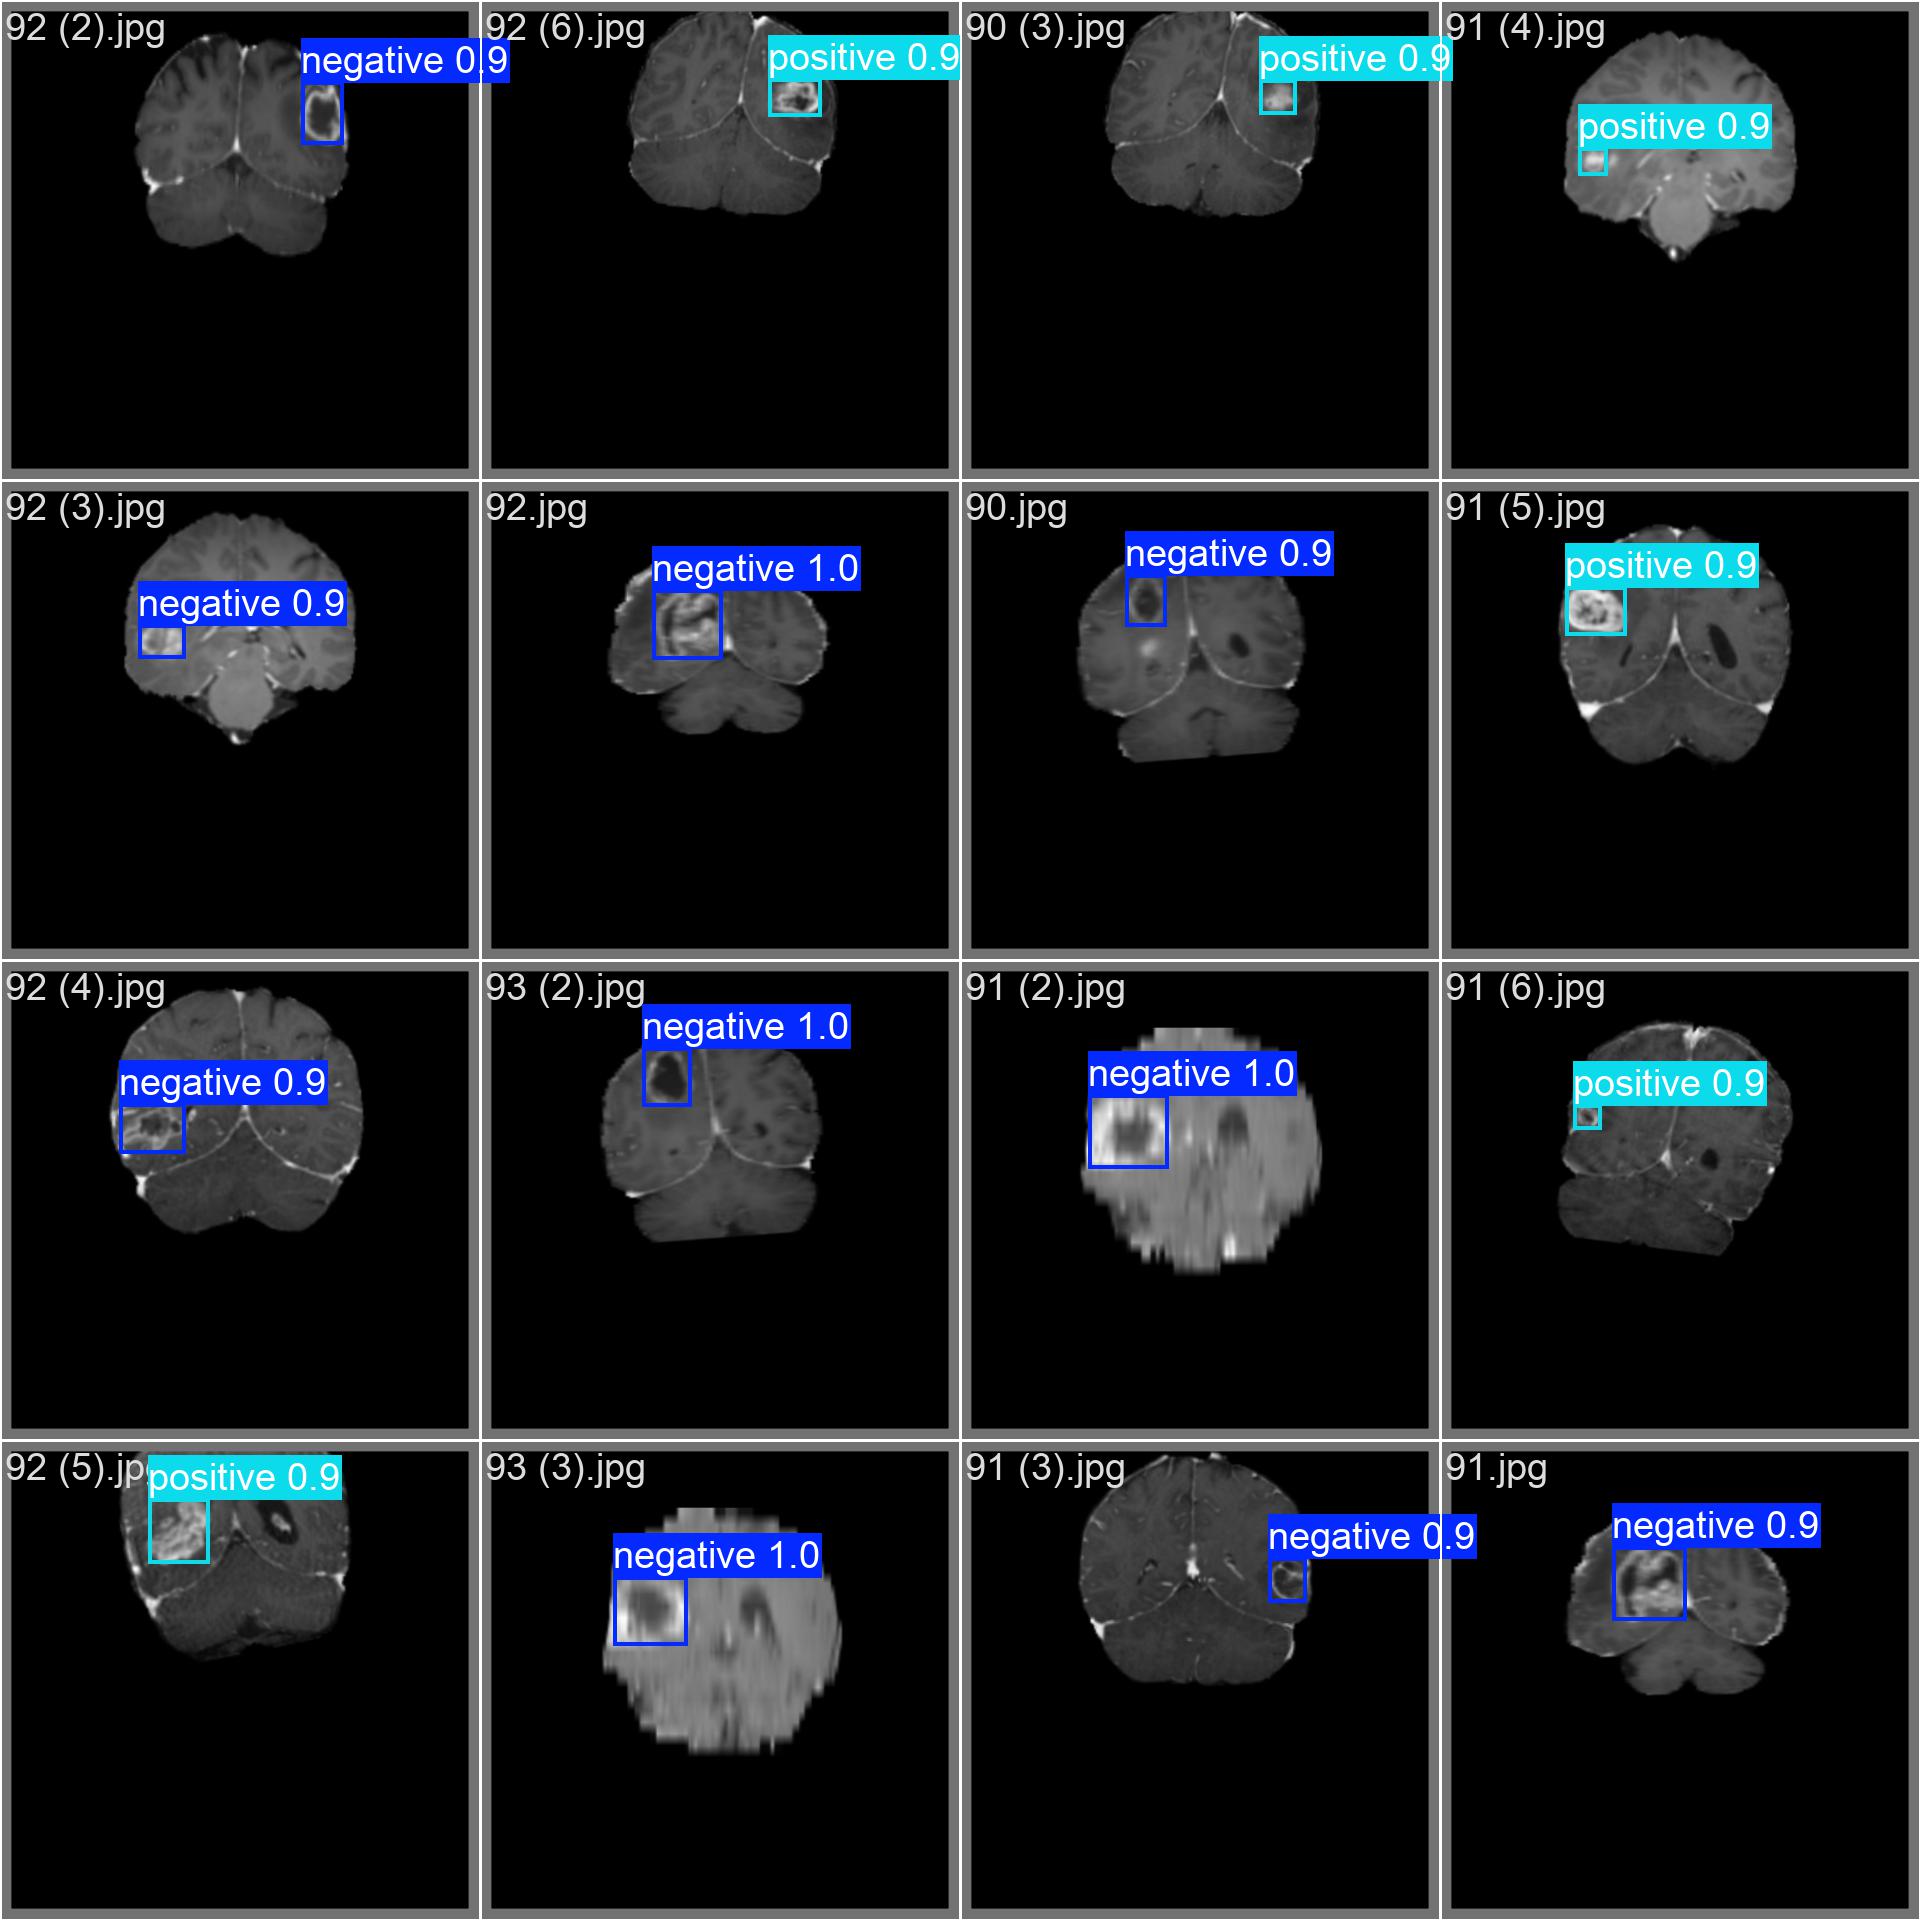 92 (2).jpg
negative 0.9
92 (6).jpg
positive 0.9
90 (3).jpg
positive 0.9
91 (4).jpg
positive 0.9
92 (3).jpg
negative 0.9
92.jpg
negative 1.0
90.jpg
negative 0.9
91 (5).jpg
positive 0.9
92 (4).jpg
negative 0.9
93 (2).jpg
negative 1.0
91 (2).jpg
negative 1.0
91 (6).jpg
positive 0.9
92 (5).jpg
positive 0.9
93 (3).jpg
negative 1.0
91 (3).jpg
negative 0.9
91.jpg
negative 0.9